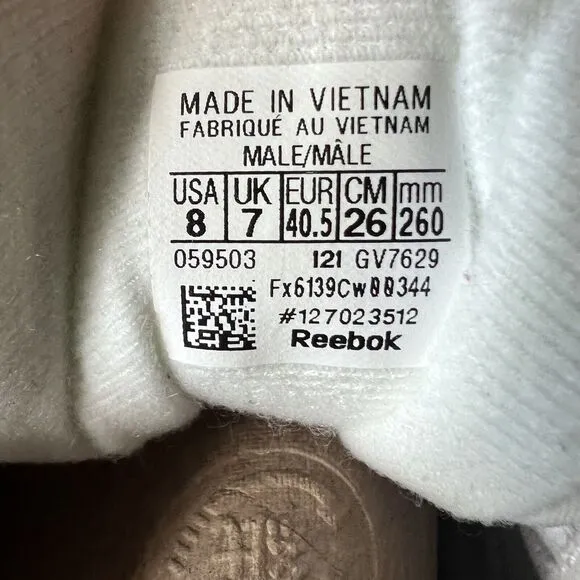 MADE IN VIETNAM
FABRIQUÉ AU VIETNAM
MALE/MÂLE
USA UK EUR CM mm
8 7 40.5 26 260
059503 121 GV7629
Fx6139Cw00344
#127023512
Reebok